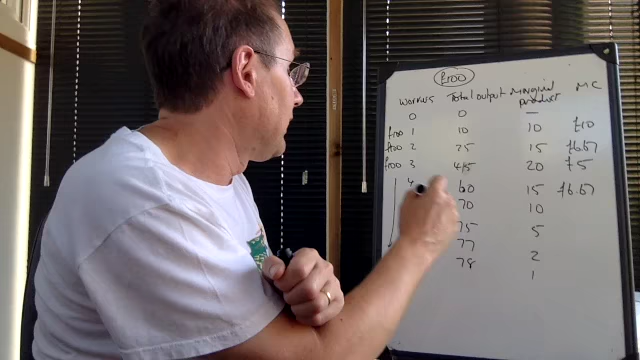 £100
Workers Total output Marginal product MC
0 0 —
£100 1 10 10 £10
£100 2 25 15 £6.67
£100 3 45 20 £5
4 60 15 £6.67
70 10
75 5
77 2
78 1